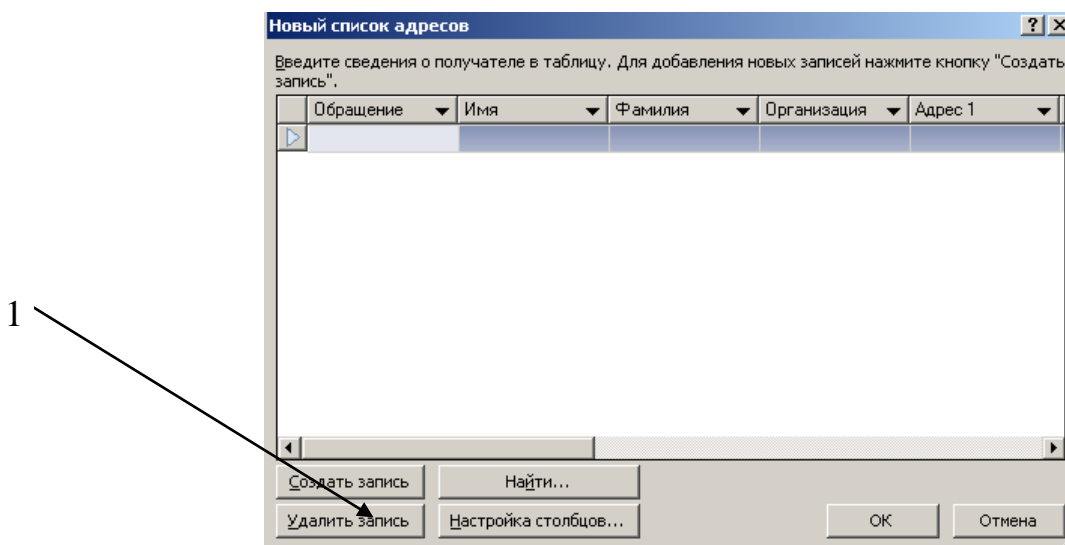 Новый список адресов
Введите сведения о получателе в таблицу. Для добавления новых записей нажмите кнопку "Создать
запись".
Обращение Имя Фамилия Организация Адрес 1
1
Создать запись Найти...
Удалить запись Настройка столбцов... ОК Отмена